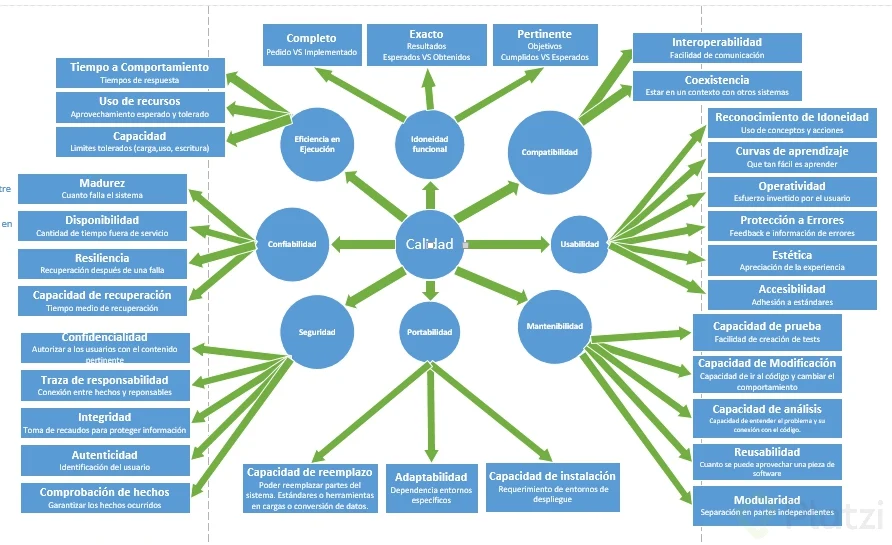 Completo
Pedido VS Implementado
Exacto
Resultados
Esperados VS Obtenidos
Pertinente
Objetivos
Cumplidos VS Esperados
Interoperabilidad
Facilidad de comunicación
Coexistencia
Estar en un contexto con otros sistemas
Tiempo a Comportamiento
Tiempos de respuesta
Uso de recursos
Aprovechamiento esperado y tolerado
Capacidad
Limites tolerados (carga,uso, escritura)
Eficiencia en
Ejecución
Idoneidad
funcional
Compatibilidad
Reconocimiento de Idoneidad
Uso de conceptos y acciones
Curvas de aprendizaje
Que tan fácil es aprender
Operatividad
Esfuerzo invertido por el usuario
Protección a Errores
Feedback e información de errores
Estética
Apreciación de la experiencia
Accesibilidad
Adhesión a estándares
tre
en
Madurez
Cuanto falla el sistema
Disponibilidad
Cantidad de tiempo fuera de servicio
Resiliencia
Recuperación después de una falla
Capacidad de recuperación
Tiempo medio de recuperación
Confiabilidad
Calidad
Usabilidad
Seguridad
Portabilidad
Mantenibilidad
Confidencialidad
Autorizar a los usuarios con el contenido
pertinente
Traza de responsabilidad
Conexión entre hechos y reponsables
Integridad
Toma de recaudos para proteger información
Autenticidad
Identificación del usuario
Comprobación de hechos
Garantizar los hechos ocurridos
Capacidad de reemplazo
Poder reemplazar partes del
sistema. Estándares o herramientas
en cargas o conversión de datos.
Adaptabilidad
Dependencia entornos
específicos
Capacidad de instalación
Requerimiento de entornos de
despliegue
Capacidad de prueba
Facilidad de creación de tests
Capacidad de Modificación
Capacidad de ir al código y cambiar el
comportamiento
Capacidad de análisis
Capacidad de entender el problema y su
conexión con el código.
Reusabilidad
Cuanto se puede aprovechar una pieza de
software
Modularidad
Separación en partes independientes
Platzi